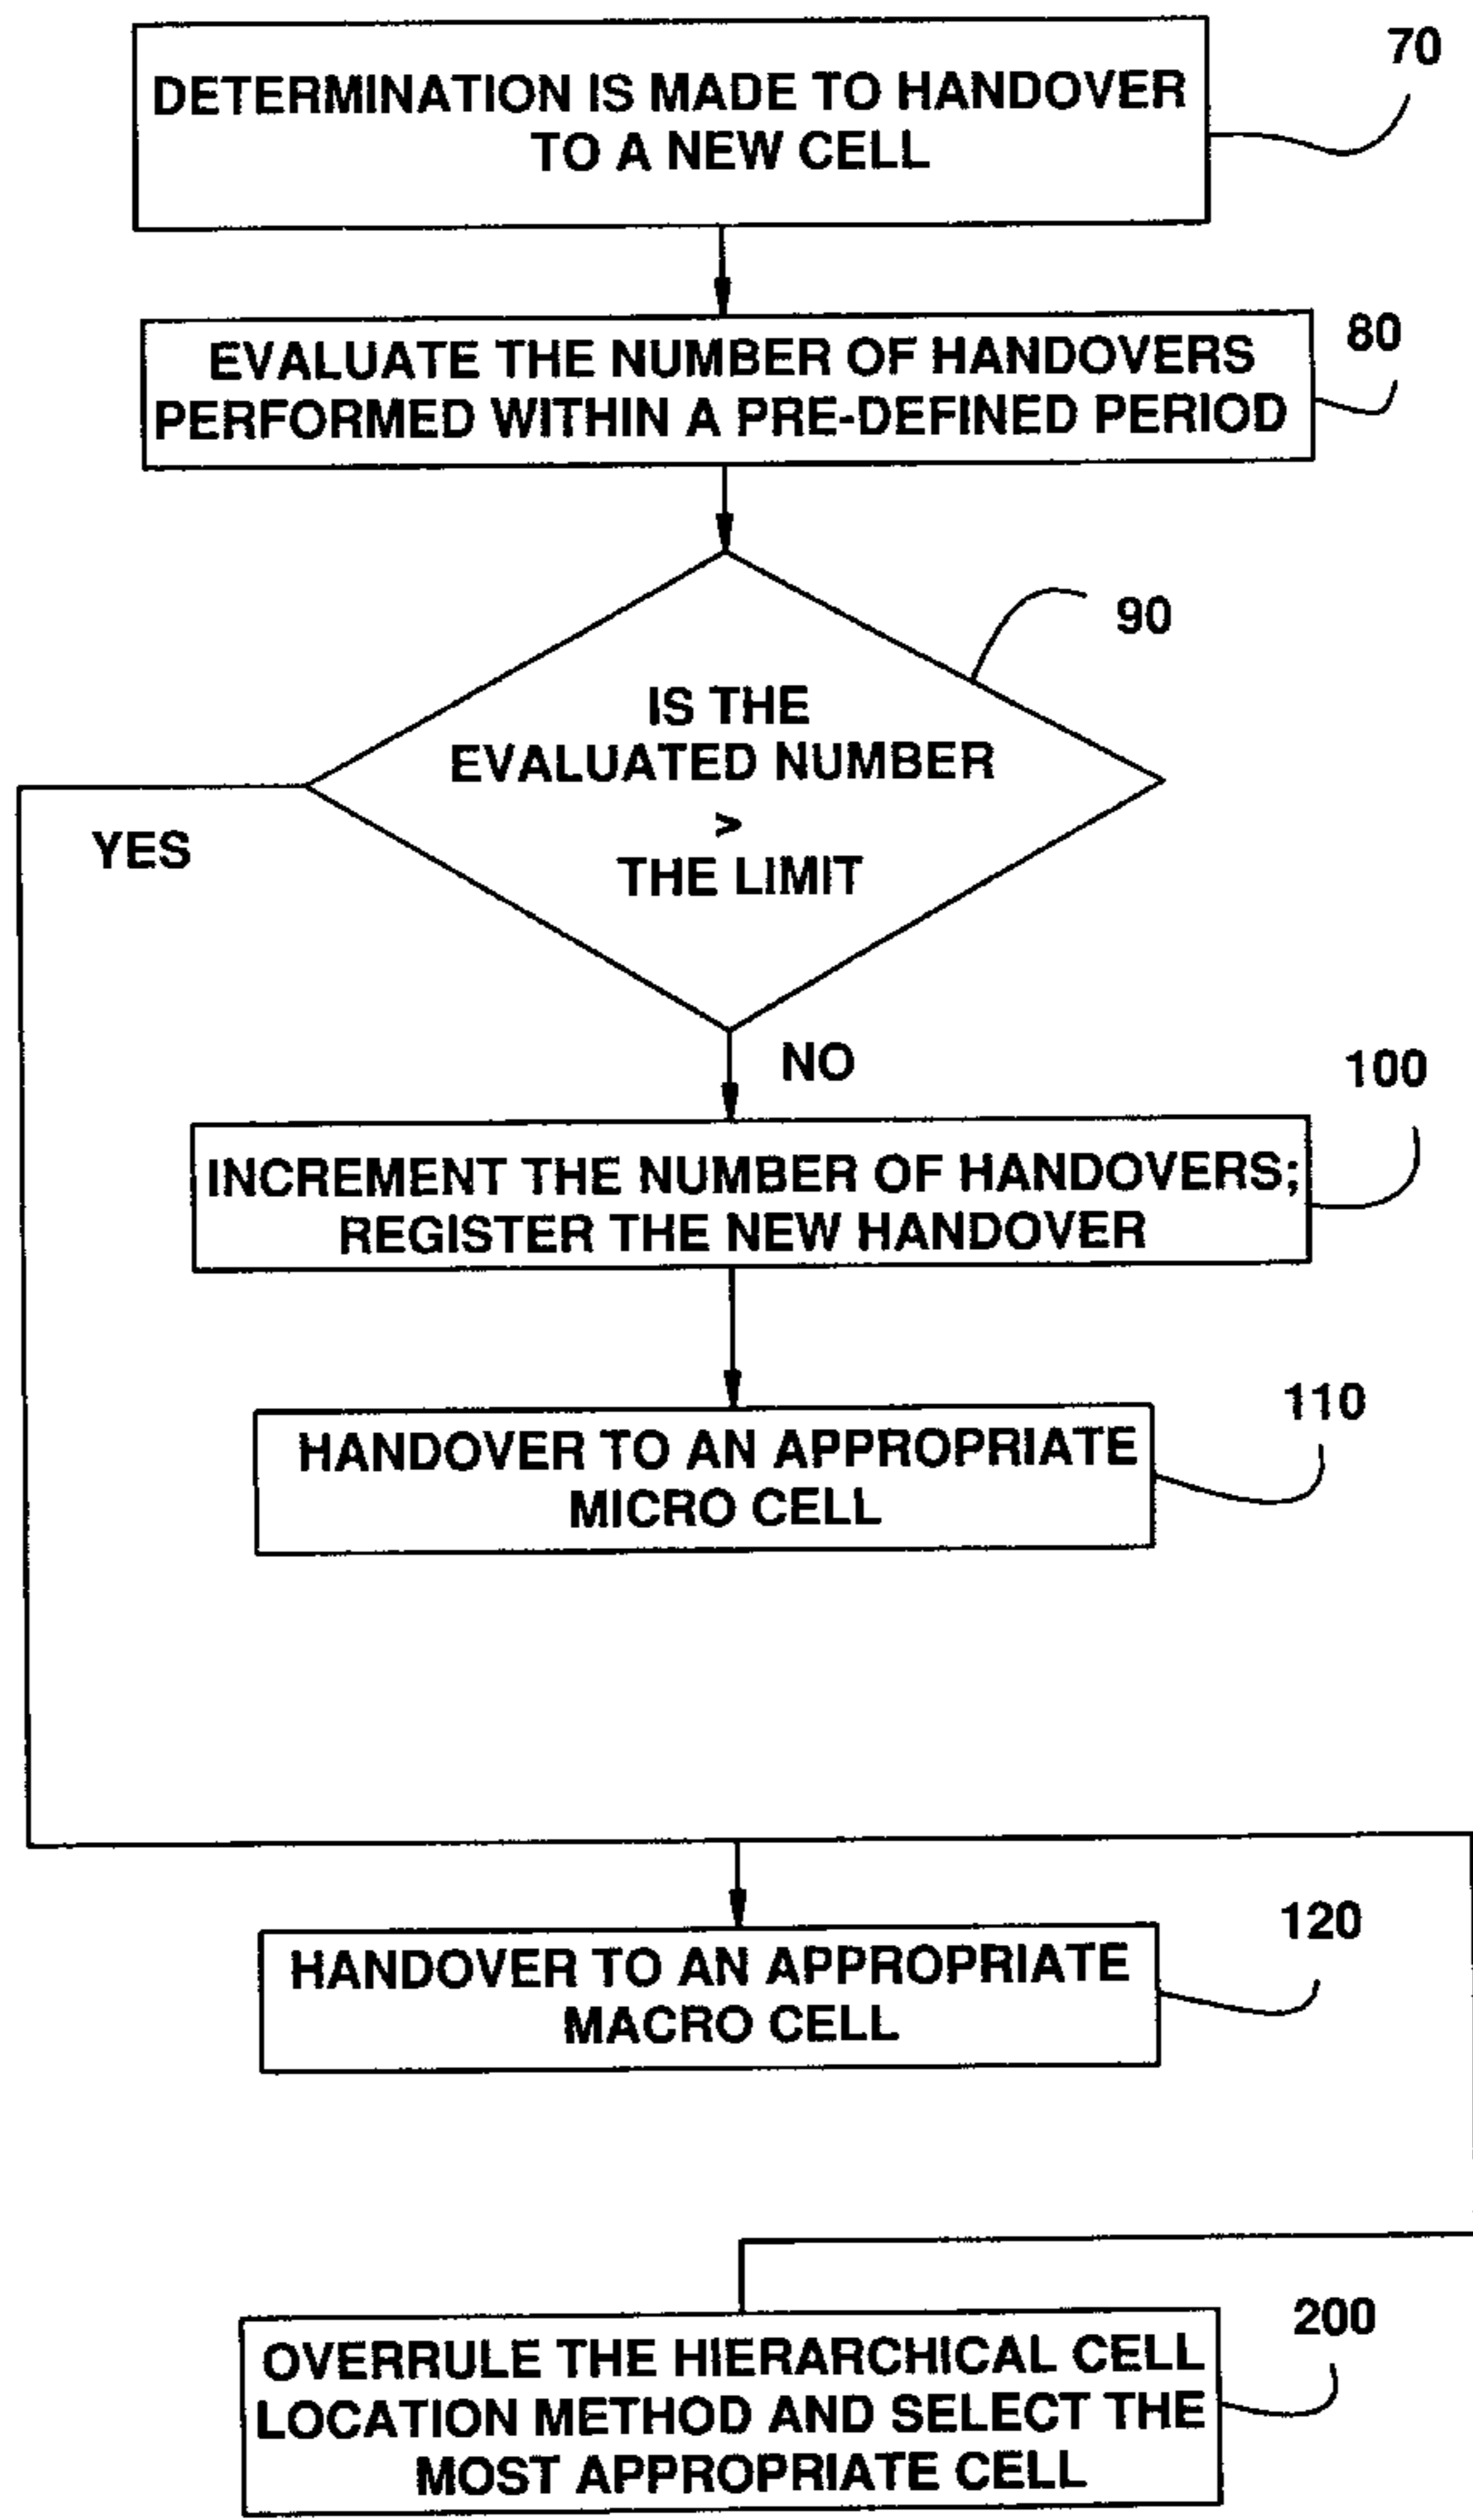 70
DETERMINATION IS MADE TO HANDOVER
TO A NEW CELL
80
EVALUATE THE NUMBER OF HANDOVERS
PERFORMED WITHIN A PRE-DEFINED PERIOD
90
IS THE
EVALUATED NUMBER
>
THE LIMIT
YES
NO
100
INCREMENT THE NUMBER OF HANDOVERS;
REGISTER THE NEW HANDOVER
110
HANDOVER TO AN APPROPRIATE
MICRO CELL
120
HANDOVER TO AN APPROPRIATE
MACRO CELL
200
OVERRULE THE HIERARCHICAL CELL
LOCATION METHOD AND SELECT THE
MOST APPROPRIATE CELL